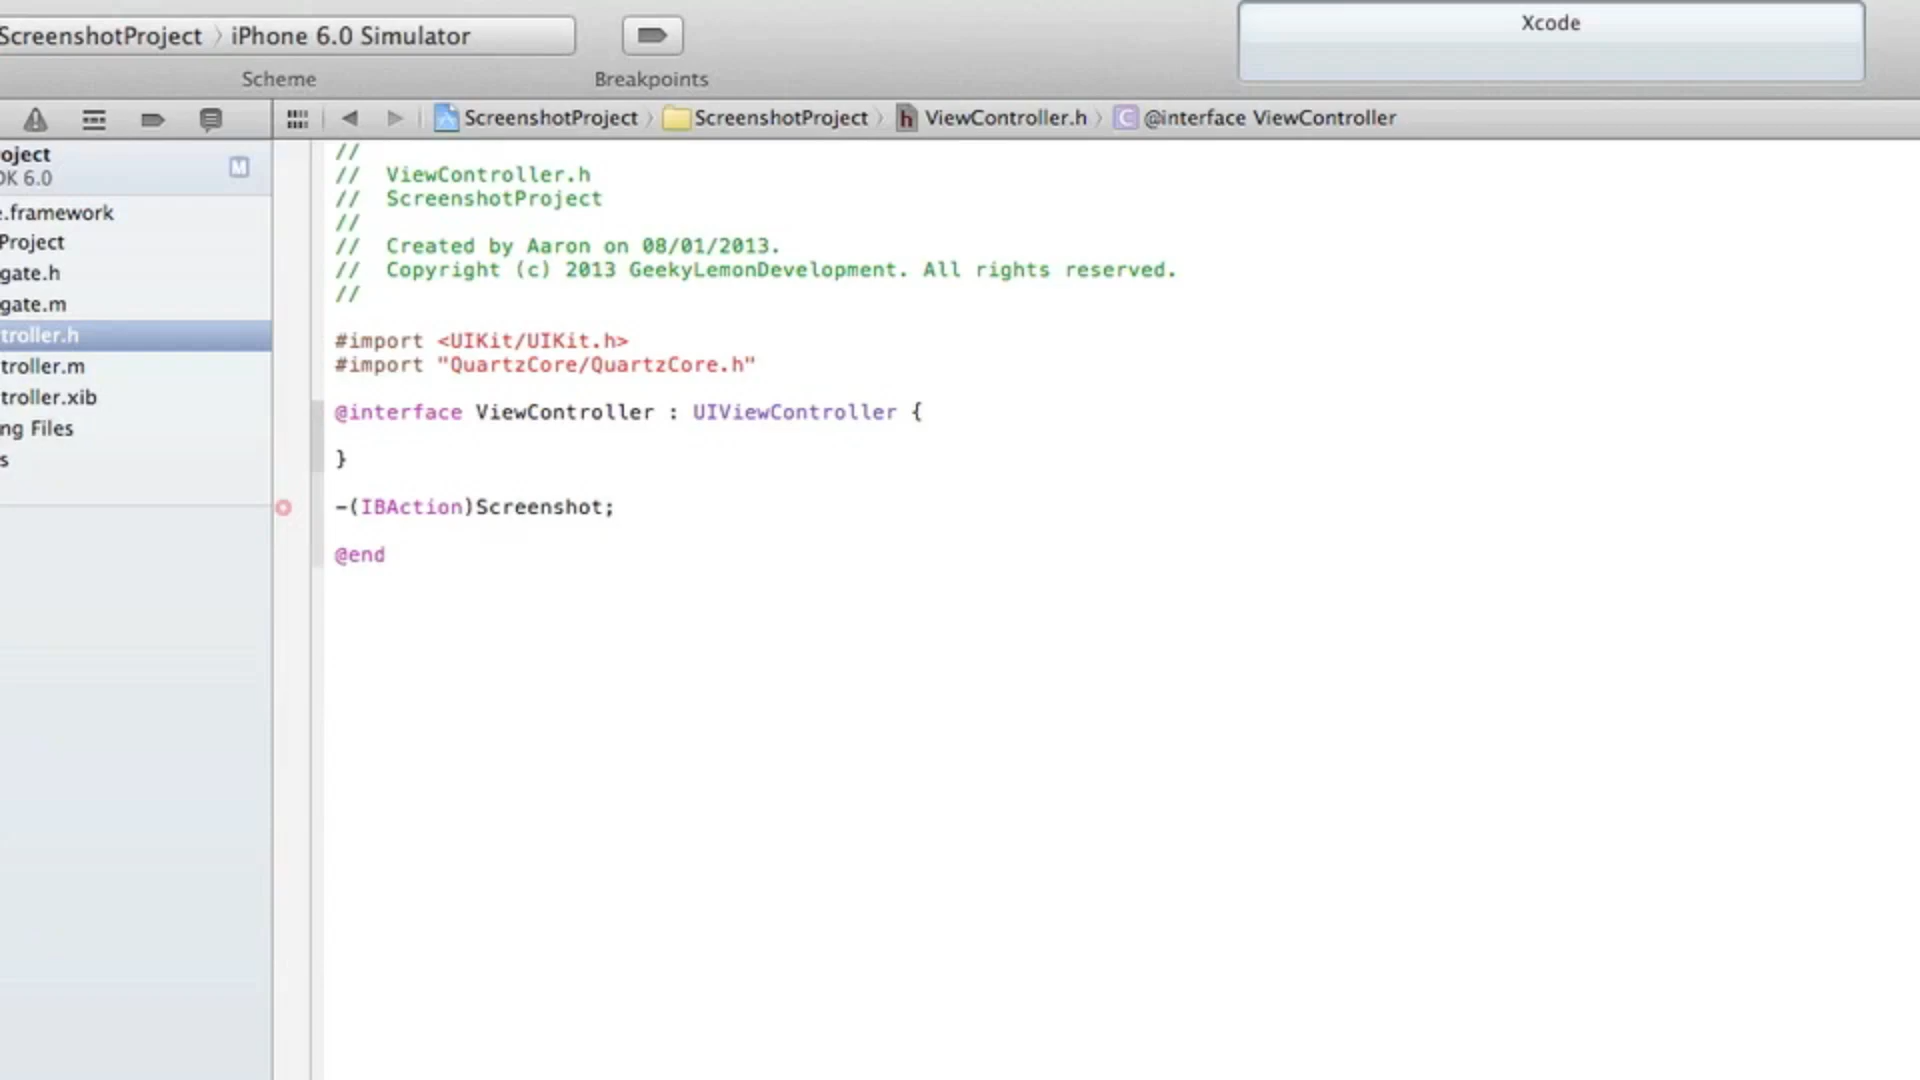 ScreenshotProject 〉 iPhone 6.0 Simulator
Xcode
Scheme
Breakpoints
ScreenshotProject 〉 ScreenshotProject 〉 h ViewController.h 〉 C @interface ViewController
oject
DK 6.0
M
e.framework
Project
gate.h
gate.m
troller.h
troller.m
troller.xib
ng Files
s
//
//  ViewController.h
//  ScreenshotProject
//
//  Created by Aaron on 08/01/2013.
//  Copyright (c) 2013 GeekyLemonDevelopment. All rights reserved.
//
#import <UIKit/UIKit.h>
#import "QuartzCore/QuartzCore.h"
@interface ViewController : UIViewController {
}
-(IBAction)Screenshot;
@end